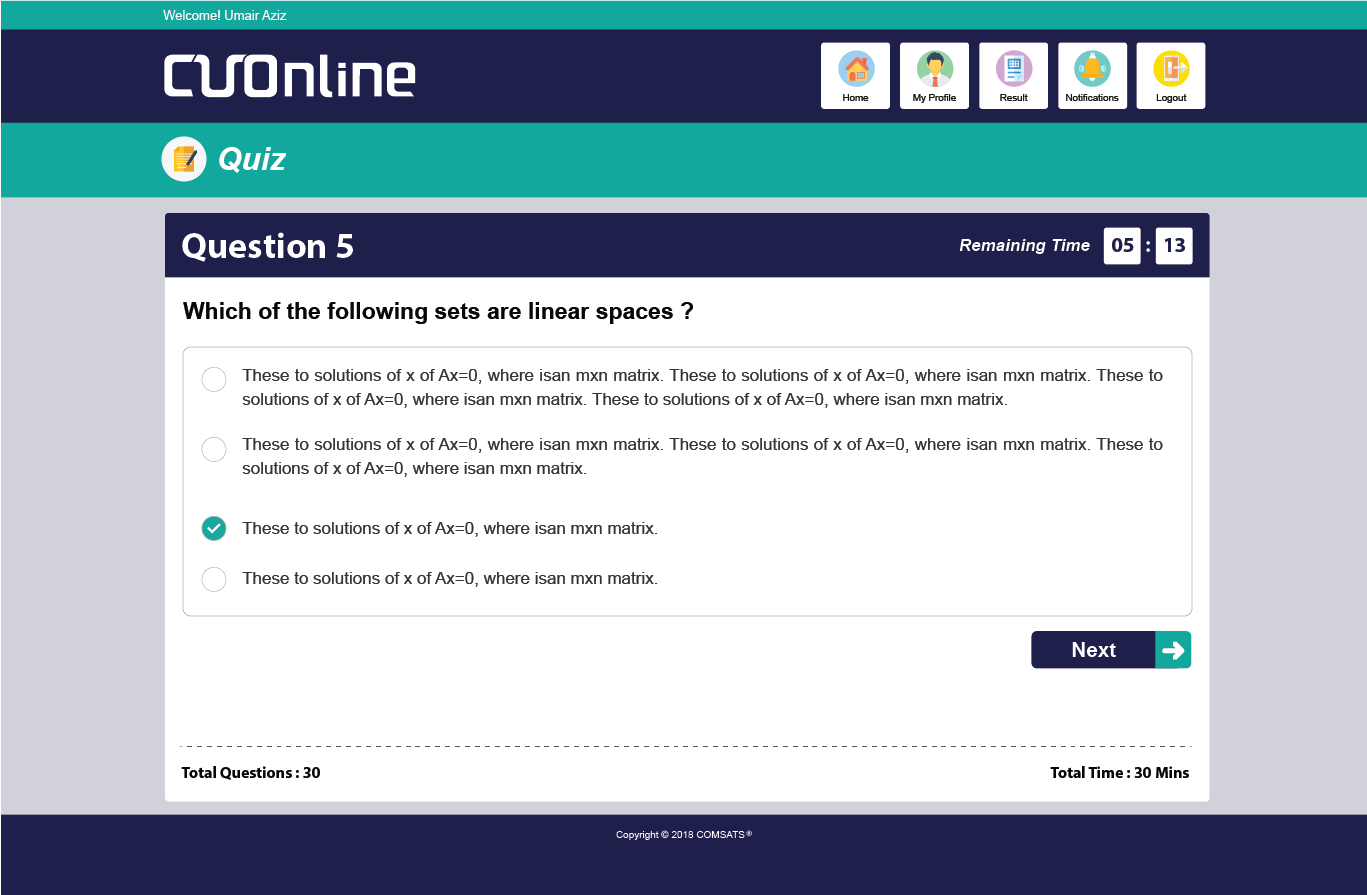 Welcome! Umair Aziz
CUOnline
Home
My Profile
Result
Notifications
Logout
Quiz
Question 5
Remaining Time 05 : 13
Which of the following sets are linear spaces ?
These to solutions of x of Ax=0, where isan mxn matrix. These to solutions of x of Ax=0, where isan mxn matrix. These to
solutions of x of Ax=0, where isan mxn matrix. These to solutions of x of Ax=0, where isan mxn matrix.
These to solutions of x of Ax=0, where isan mxn matrix. These to solutions of x of Ax=0, where isan mxn matrix. These to
solutions of x of Ax=0, where isan mxn matrix.
These to solutions of x of Ax=0, where isan mxn matrix.
These to solutions of x of Ax=0, where isan mxn matrix.
Next
Total Questions : 30
Total Time : 30 Mins
Copyright © 2018 COMSATS®